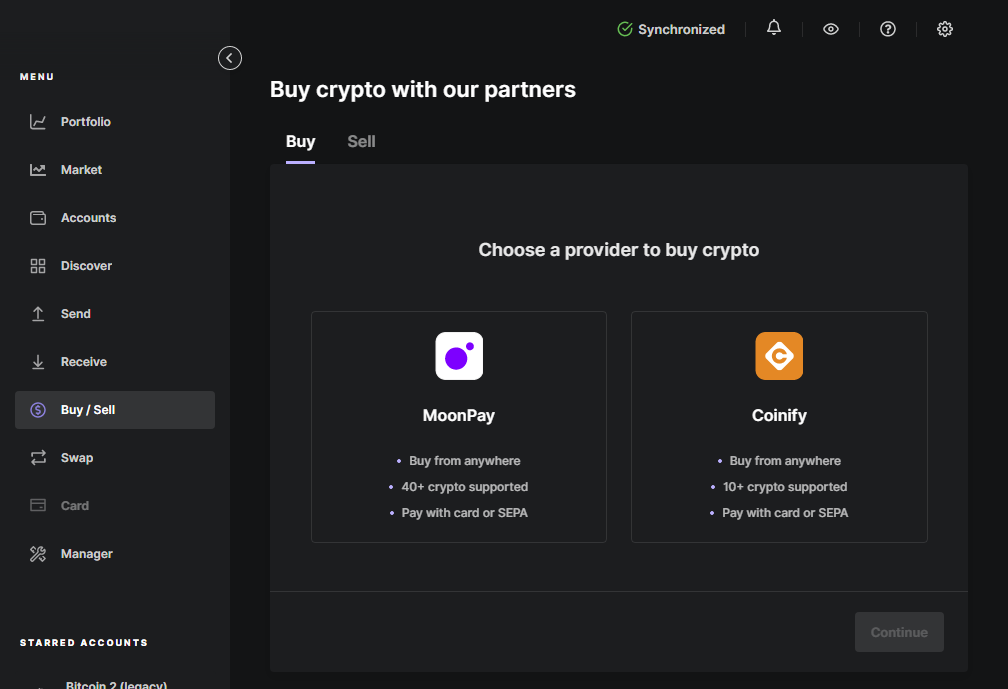 Synchronized
MENU
Portfolio
Market
Accounts
Discover
Send
Receive
Buy / Sell
Swap
Card
Manager
STARRED ACCOUNTS
Bitcoin 2 (legacy)
Buy crypto with our partners
Buy Sell
Choose a provider to buy crypto
MoonPay
• Buy from anywhere
• 40+ crypto supported
• Pay with card or SEPA
Coinify
• Buy from anywhere
• 10+ crypto supported
• Pay with card or SEPA
Continue